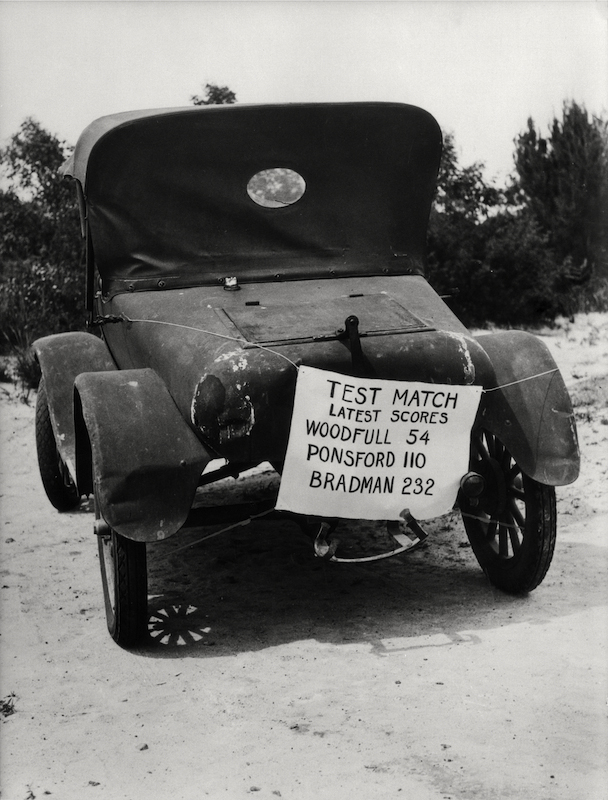 TEST MATCH
LATEST SCORES
WOODFULL 54
PONSFORD 110
BRADMAN 232